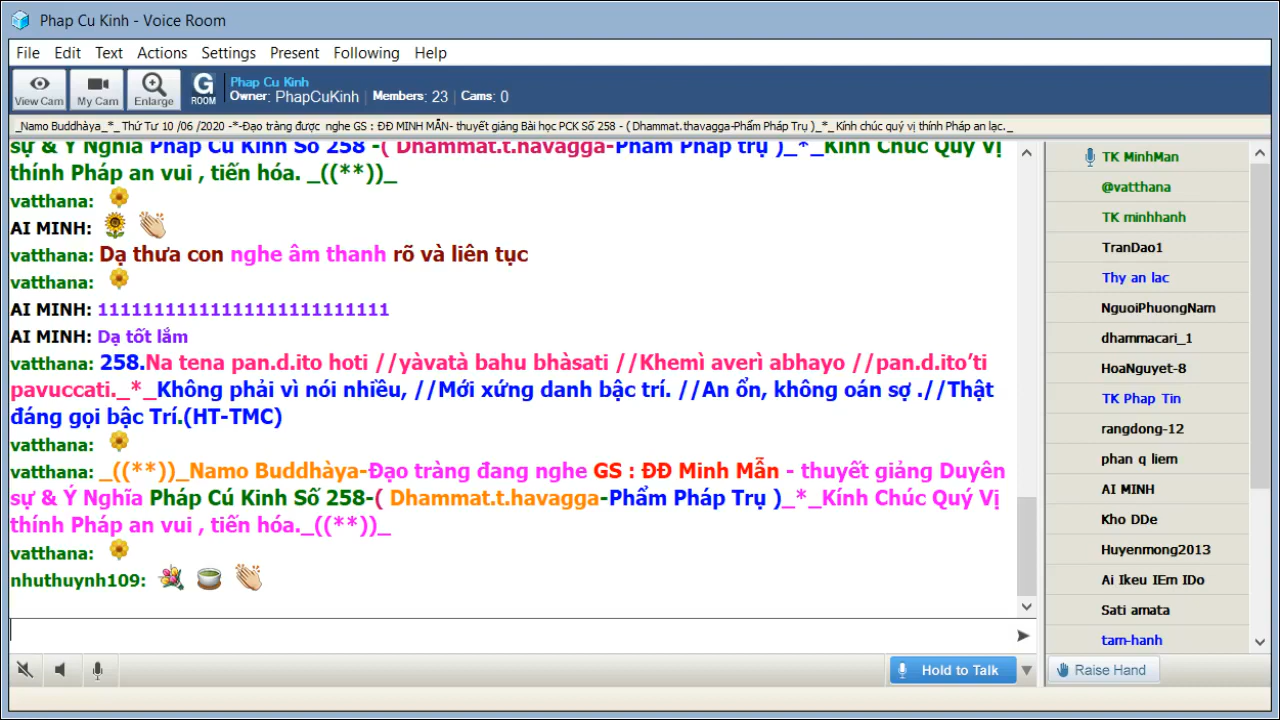 Phap Cu Kinh - Voice Room
File Edit Text Actions Settings Present Following Help
View Cam My Cam Enlarge G ROOM
Phap Cu Kinh
Owner: PhapCuKinh Members: 23 Cams: 0
_Namo Buddhàya_*_ Thứ Tư 10 /06 /2020 -*-Đạo tràng được nghe GS : ĐĐ MINH MẪN- thuyết giảng Bài học PCK Số 258 - ( Dhammat.thavagga-Phẩm Pháp Trụ )_*_ Kính chúc quý vị thính Pháp an lạc._
sự & Ý Nghĩa Pháp Cú Kinh Số 258 -( Dhammat.t.havagga-Phẩm Pháp trụ )_*_Kính Chúc Quý Vị
thính Pháp an vui , tiến hóa. _((**))_
vatthana:
AI MINH:
vatthana: Dạ thưa con nghe âm thanh rõ và liên tục
vatthana:
AI MINH: 11111111111111111111111111
AI MINH: Dạ tốt lắm
vatthana: 258.Na tena pan.d.ito hoti //yàvatà bahu bhàsati //Khemì averì abhayo //pan.d.ito’ti
pavuccati._*_Không phải vì nói nhiều, //Mới xứng danh bậc trí. //An ổn, không oán sợ .//Thật
đáng gọi bậc Trí.(HT-TMC)
vatthana:
vatthana: _((**))_Namo Buddhàya-Đạo tràng đang nghe GS : ĐĐ Minh Mẫn - thuyết giảng Duyên
sự & Ý Nghĩa Pháp Cú Kinh Số 258-( Dhammat.t.havagga-Phẩm Pháp Trụ )_*_Kính Chúc Quý Vị
thính Pháp an vui , tiến hóa._((**))_
vatthana:
nhuthuynh109:
Hold to Talk
TK MinhMan
@vatthana
TK minhhanh
TranDao1
Thy an lac
NguoiPhuongNam
dhammacari_1
HoaNguyet-8
TK Phap Tin
rangdong-12
phan q liem
AI MINH
Kho DDe
Huyenmong2013
Ai Ikeu IEm IDo
Sati amata
tam-hanh
Raise Hand